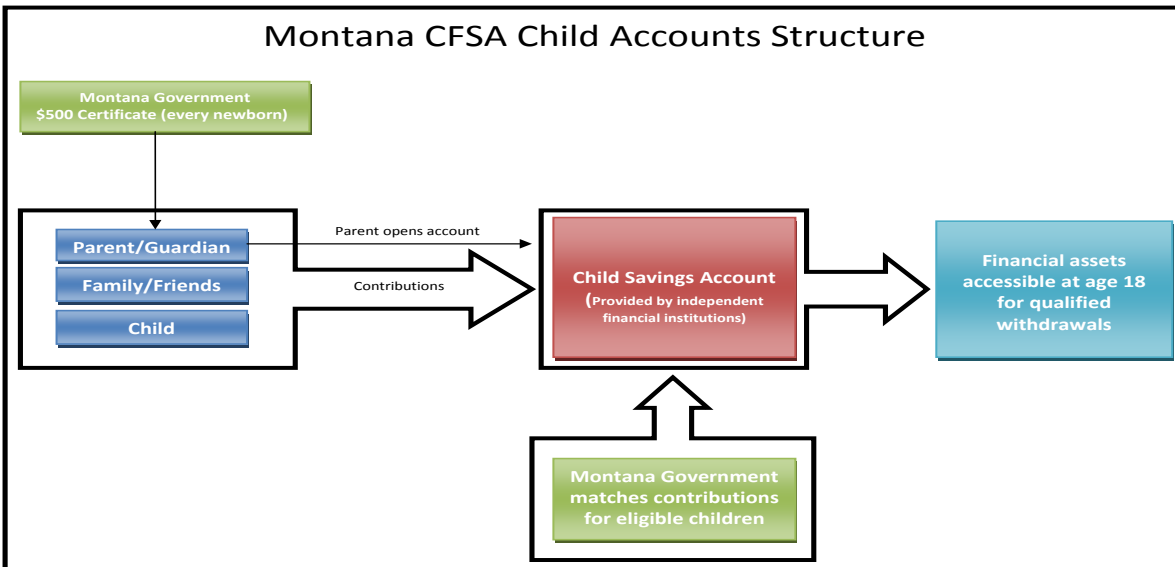 Montana CFSA Child Accounts Structure
Montana Government
$500 Certificate (every newborn)
Parent/Guardian
Family/Friends
Child
Parent opens account
Contributions
Child Savings Account
(Provided by independent
financial institutions)
Financial assets
accessible at age 18
for qualified
withdrawals
Montana Government
matches contributions
for eligible children